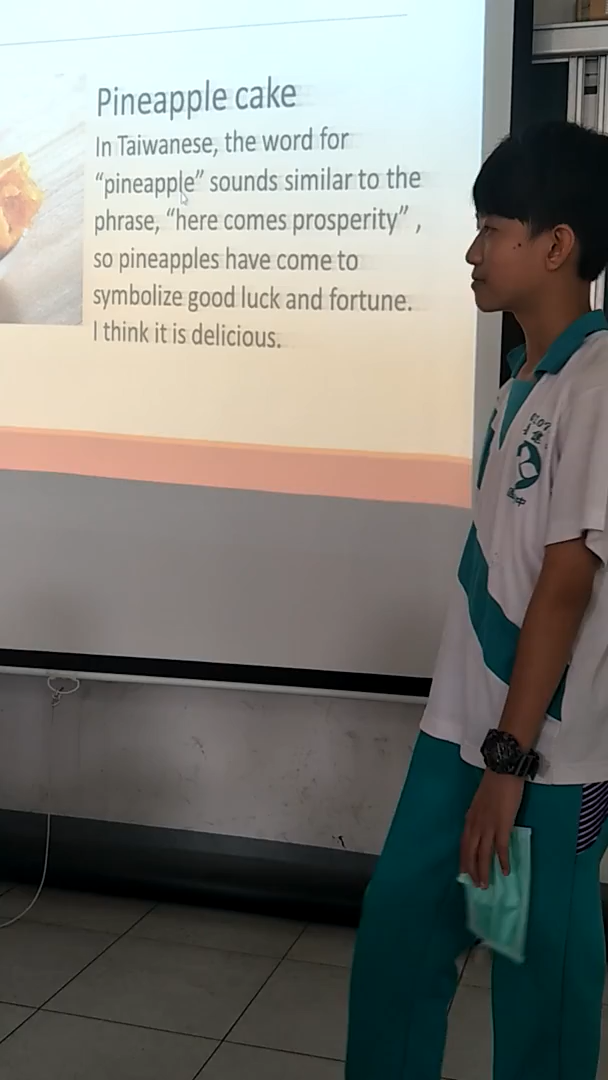 Pineapple cake
In Taiwanese, the word for
“pineapple” sounds similar to the
phrase, “here comes prosperity” ,
so pineapples have come to
symbolize good luck and fortune.
I think it is delicious.